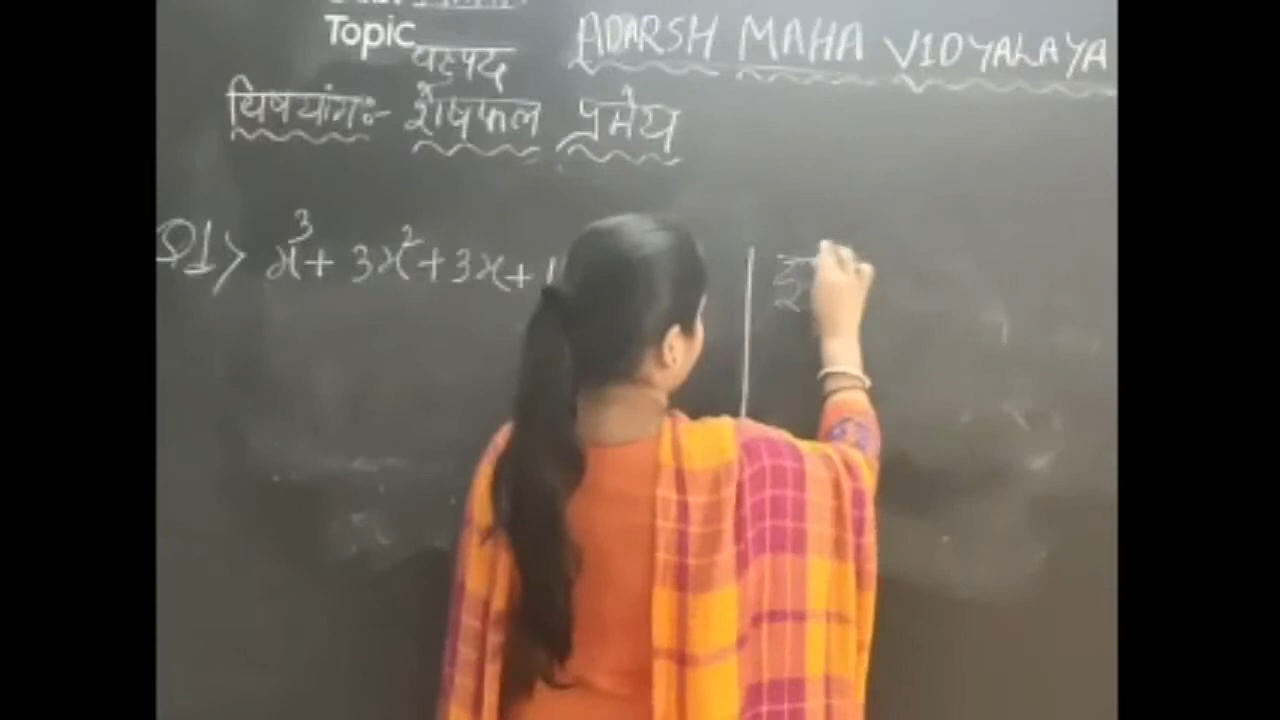 Topic बहुपद ADARSH MAHA VIDYALAYA
विषयांग:- शेषफल प्रमेय
Q1> x³+ 3x²+ 3x+ 1